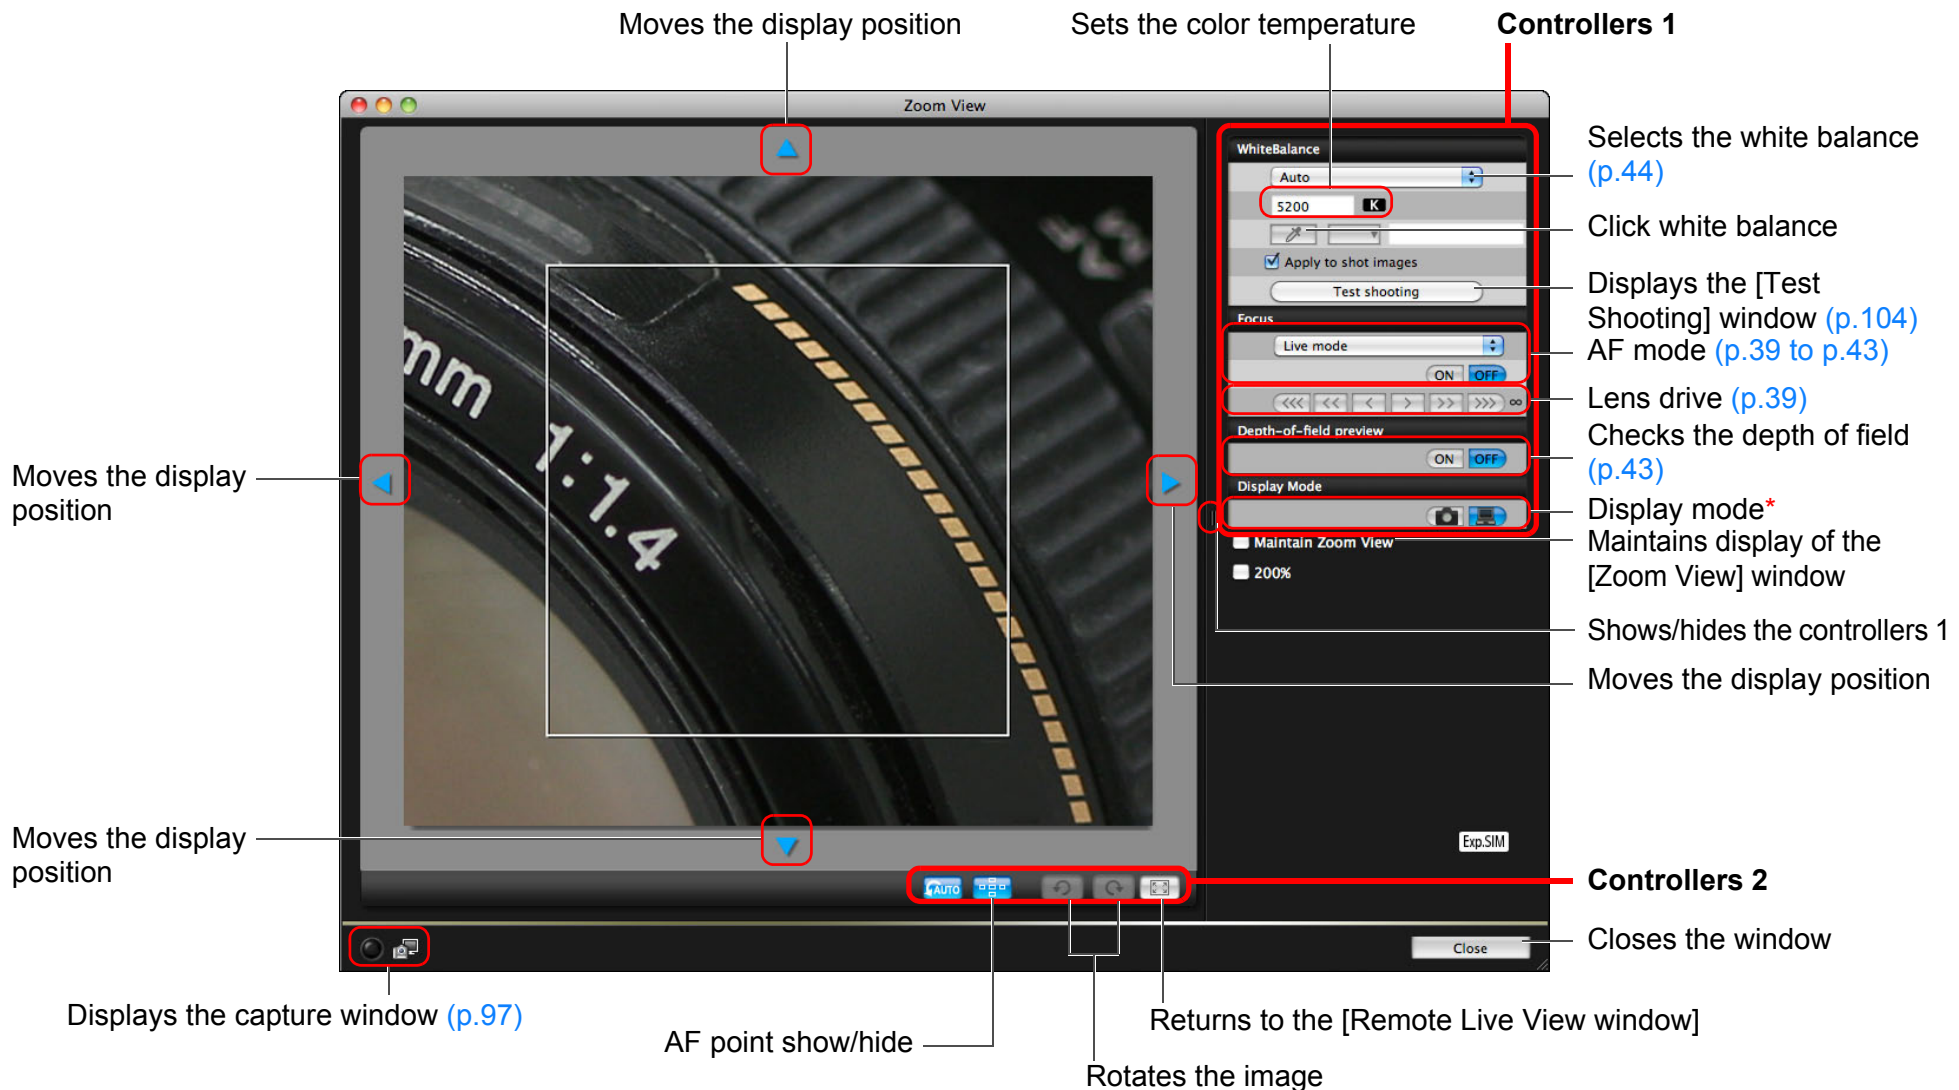 Moves the display position
Sets the color temperature
Controllers 1
Zoom View
WhiteBalance
Auto
5200
K
Apply to shot images
Test shooting
Focus
Live mode
ON OFF
<<< << < > >> >>> ∞
Depth-of-field preview
ON OFF
Display Mode
Maintain Zoom View
200%
Exp.SIM
AUTO
Close
mm 1:1.4
Selects the white balance
(p.44)
Click white balance
Displays the [Test
Shooting] window (p.104)
AF mode (p.39 to p.43)
Lens drive (p.39)
Checks the depth of field
(p.43)
Display mode*
Maintains display of the
[Zoom View] window
Shows/hides the controllers 1
Moves the display position
Controllers 2
Closes the window
Moves the display
position
Moves the display
position
Displays the capture window (p.97)
AF point show/hide
Rotates the image
Returns to the [Remote Live View window]